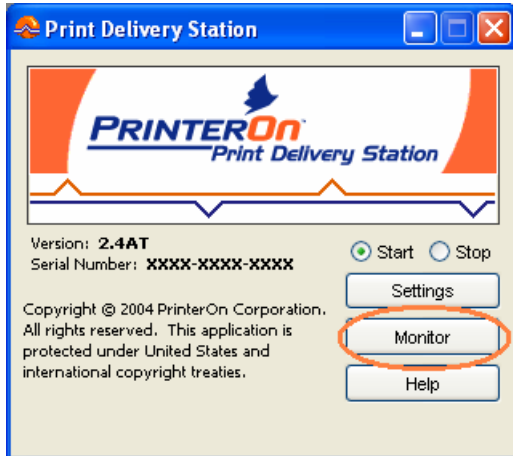 Print Delivery Station
PRINTERON
Print Delivery Station
Version: 2.4AT
Serial Number: XXXX-XXXX-XXXX
Start Stop
Settings
Copyright © 2004 PrinterOn Corporation.
All rights reserved. This application is
protected under United States and
international copyright treaties.
Monitor
Help